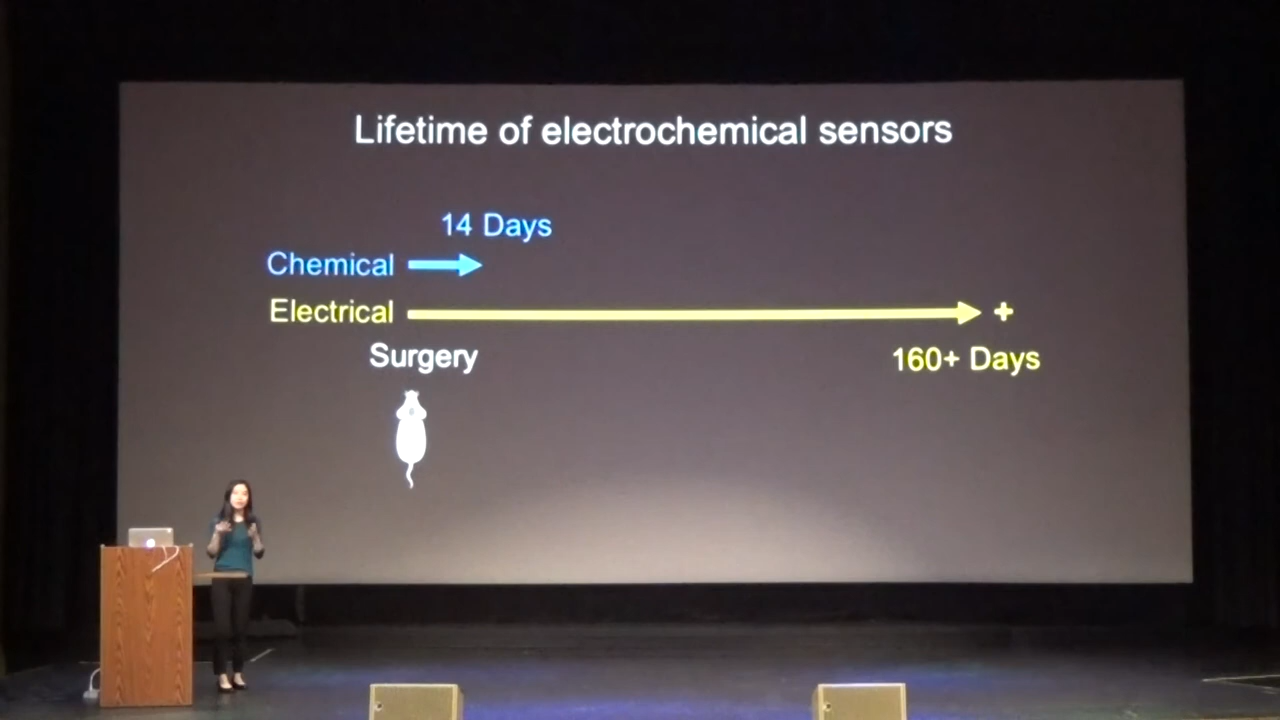 Lifetime of electrochemical sensors
14 Days
Chemical
Electrical
+
Surgery
160+ Days